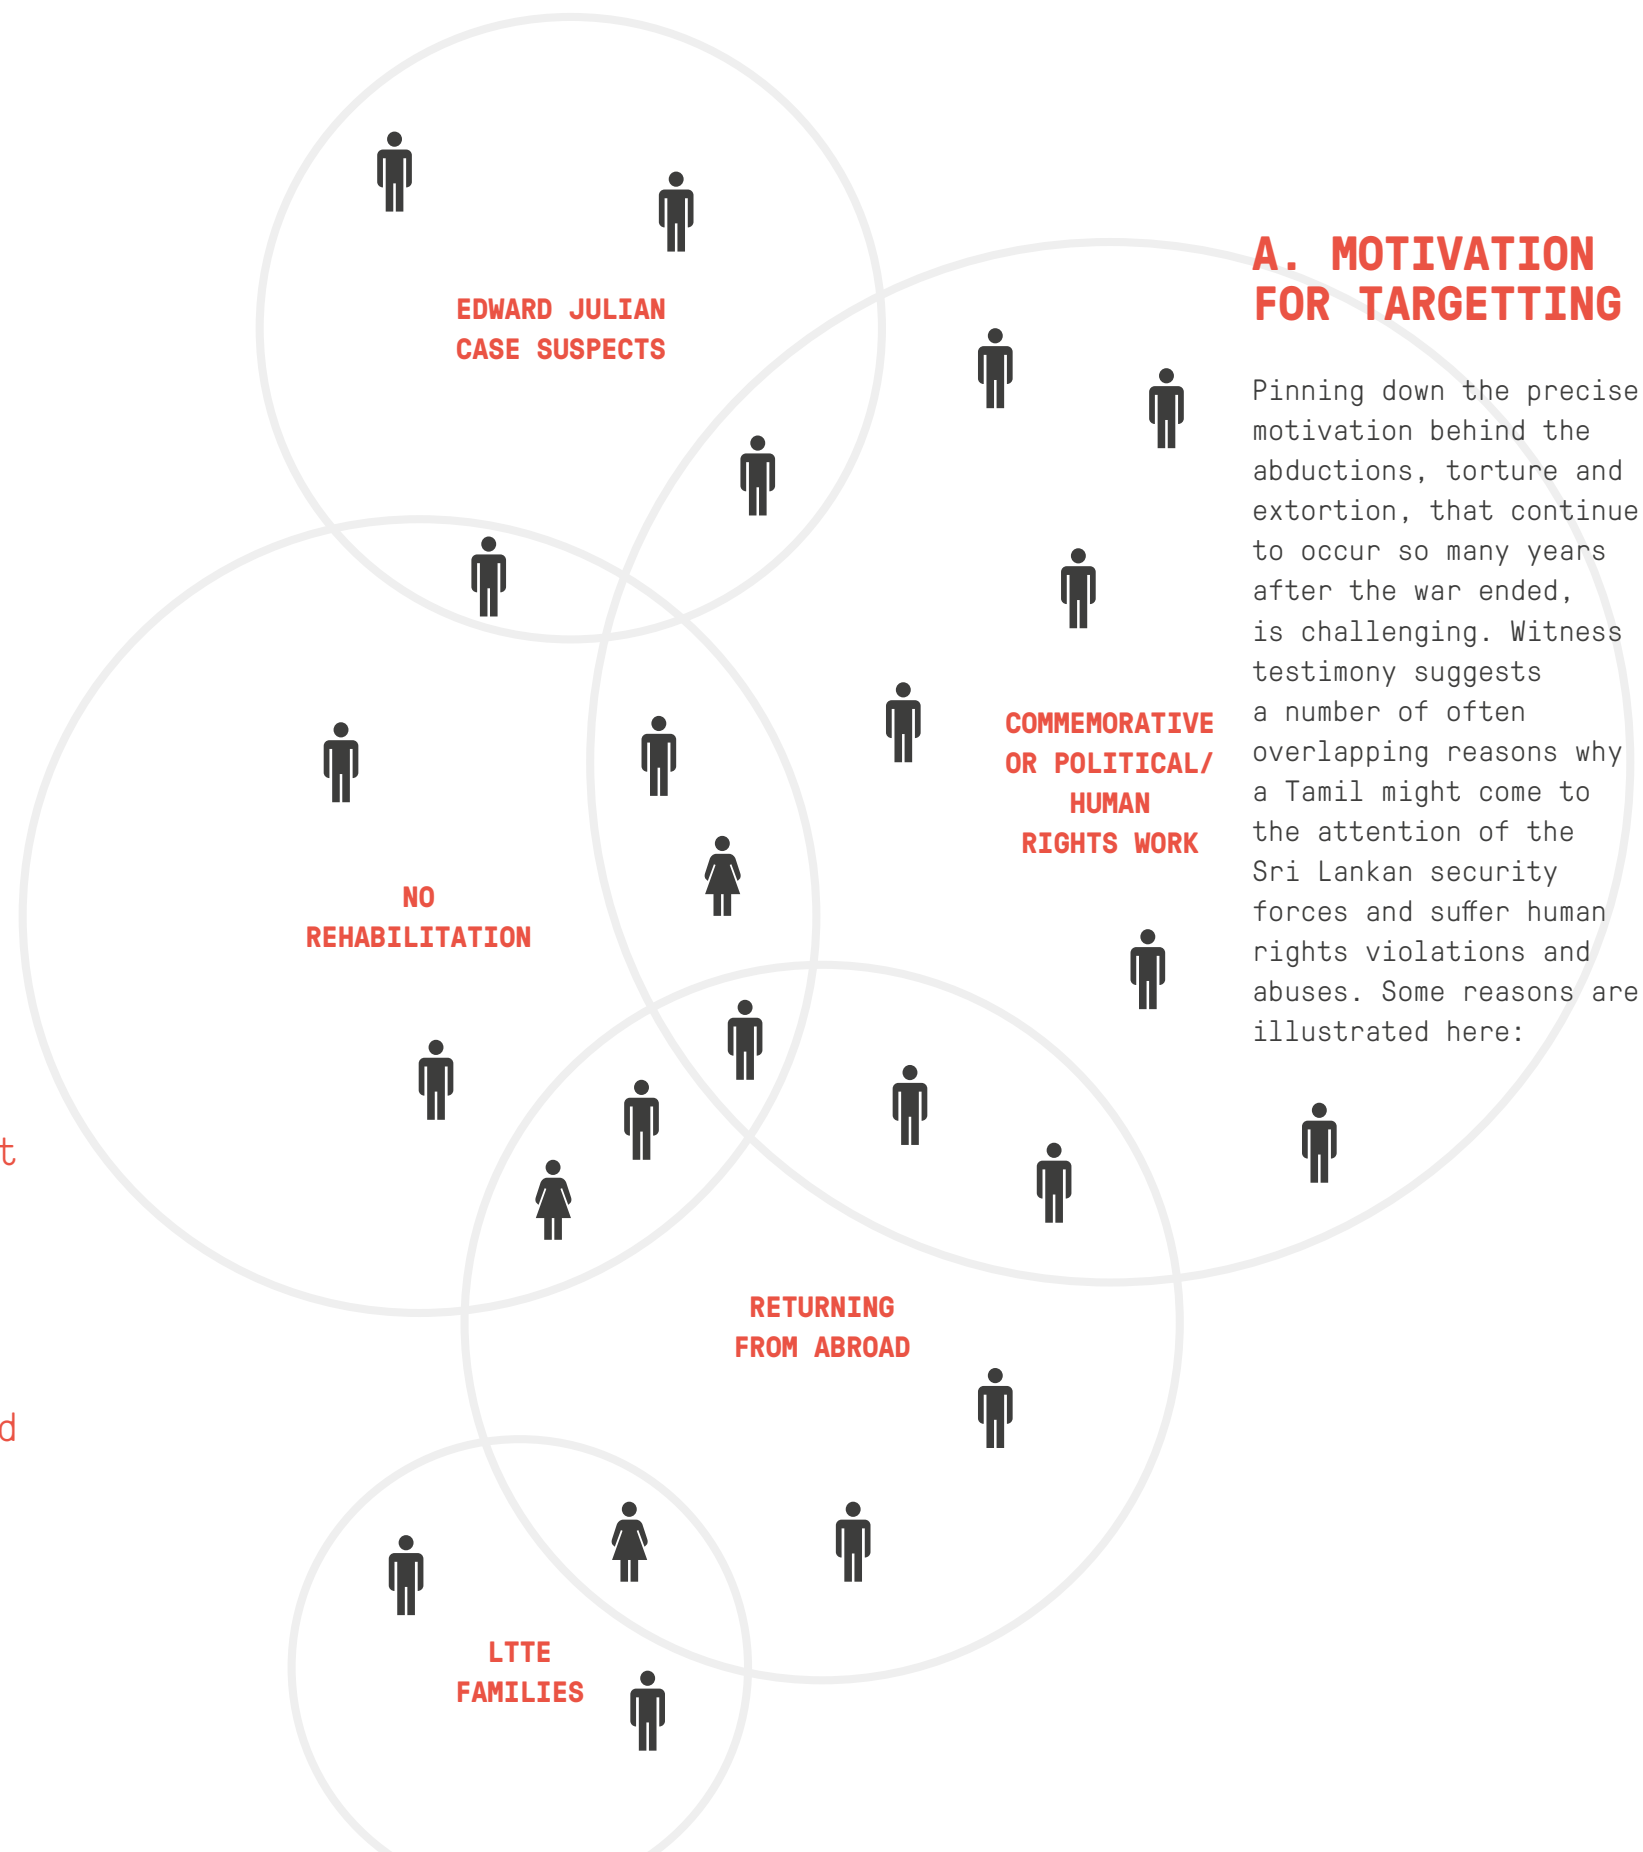 EDWARD JULIAN
CASE SUSPECTS
A. MOTIVATION
FOR TARGETTING
Pinning down the precise
motivation behind the
abductions, torture and
extortion, that continue
to occur so many years
after the war ended,
is challenging. Witness
testimony suggests
a number of often
overlapping reasons why
a Tamil might come to
the attention of the
Sri Lankan security
forces and suffer human
rights violations and
abuses. Some reasons are
illustrated here:
COMMEMORATIVE
OR POLITICAL/
HUMAN
RIGHTS WORK
NO
REHABILITATION
t
RETURNING
FROM ABROAD
d
LTTE
FAMILIES